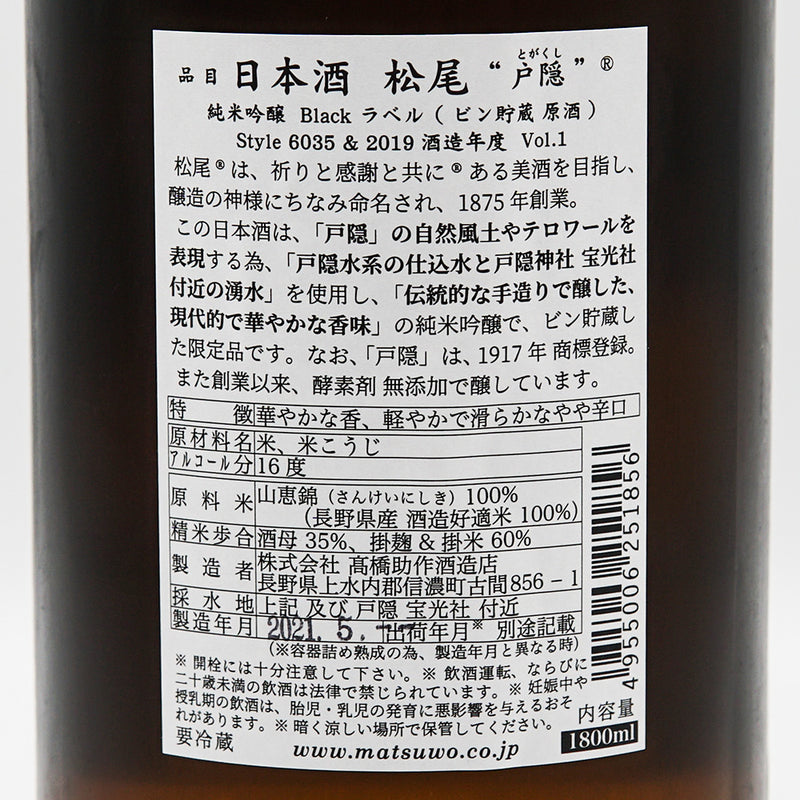 とがくし
品目 日本酒 松尾 “戸隠” ®
純米吟醸 Black ラベル ( ビン貯蔵 原酒 )
Style 6035 & 2019 酒造年度 Vol.1
松尾®は、祈りと感謝と共に®ある美酒を目指し、
醸造の神様にちなみ命名され、1875年創業。
この日本酒は、「戸隠」の自然風土やテロワールを
表現する為、「戸隠水系の仕込水と戸隠神社 宝光社
付近の湧水」を使用し、「伝統的な手造りで醸した、
現代的で華やかな香味」の純米吟醸で、ビン貯蔵し
た限定品です。なお、「戸隠」は、1917年 商標登録。
また創業以来、酵素剤 無添加で醸しています。
特徴 華やかな香、軽やかで滑らかなやや辛口
原材料名 米、米こうじ
アルコール分 16度
原料米 山恵錦 (さんけいにしき) 100%
(長野県産 酒造好適米 100%)
精米歩合 酒母 35%、掛麹 & 掛米 60%
製造者 株式会社 髙橋助作酒造店
長野県上水内郡信濃町古間856-1
採水地 上記 及び 戸隠 宝光社 付近
製造年月 2021. 5. 出荷年月※ 別途記載
(※容器詰め熟成の為、製造年月と異なる時)
※ 開栓には十分注意して下さい。※ 飲酒運転、ならびに
二十歳未満の飲酒は法律で禁じられています。※ 妊娠中や
授乳期の飲酒は、胎児・乳児の発育に悪影響を与えるおそ
れがあります。※ 暗く涼しい場所で保管してください。
要冷蔵 www.matsuwo.co.jp
内容量
1800ml
4 955006 251856